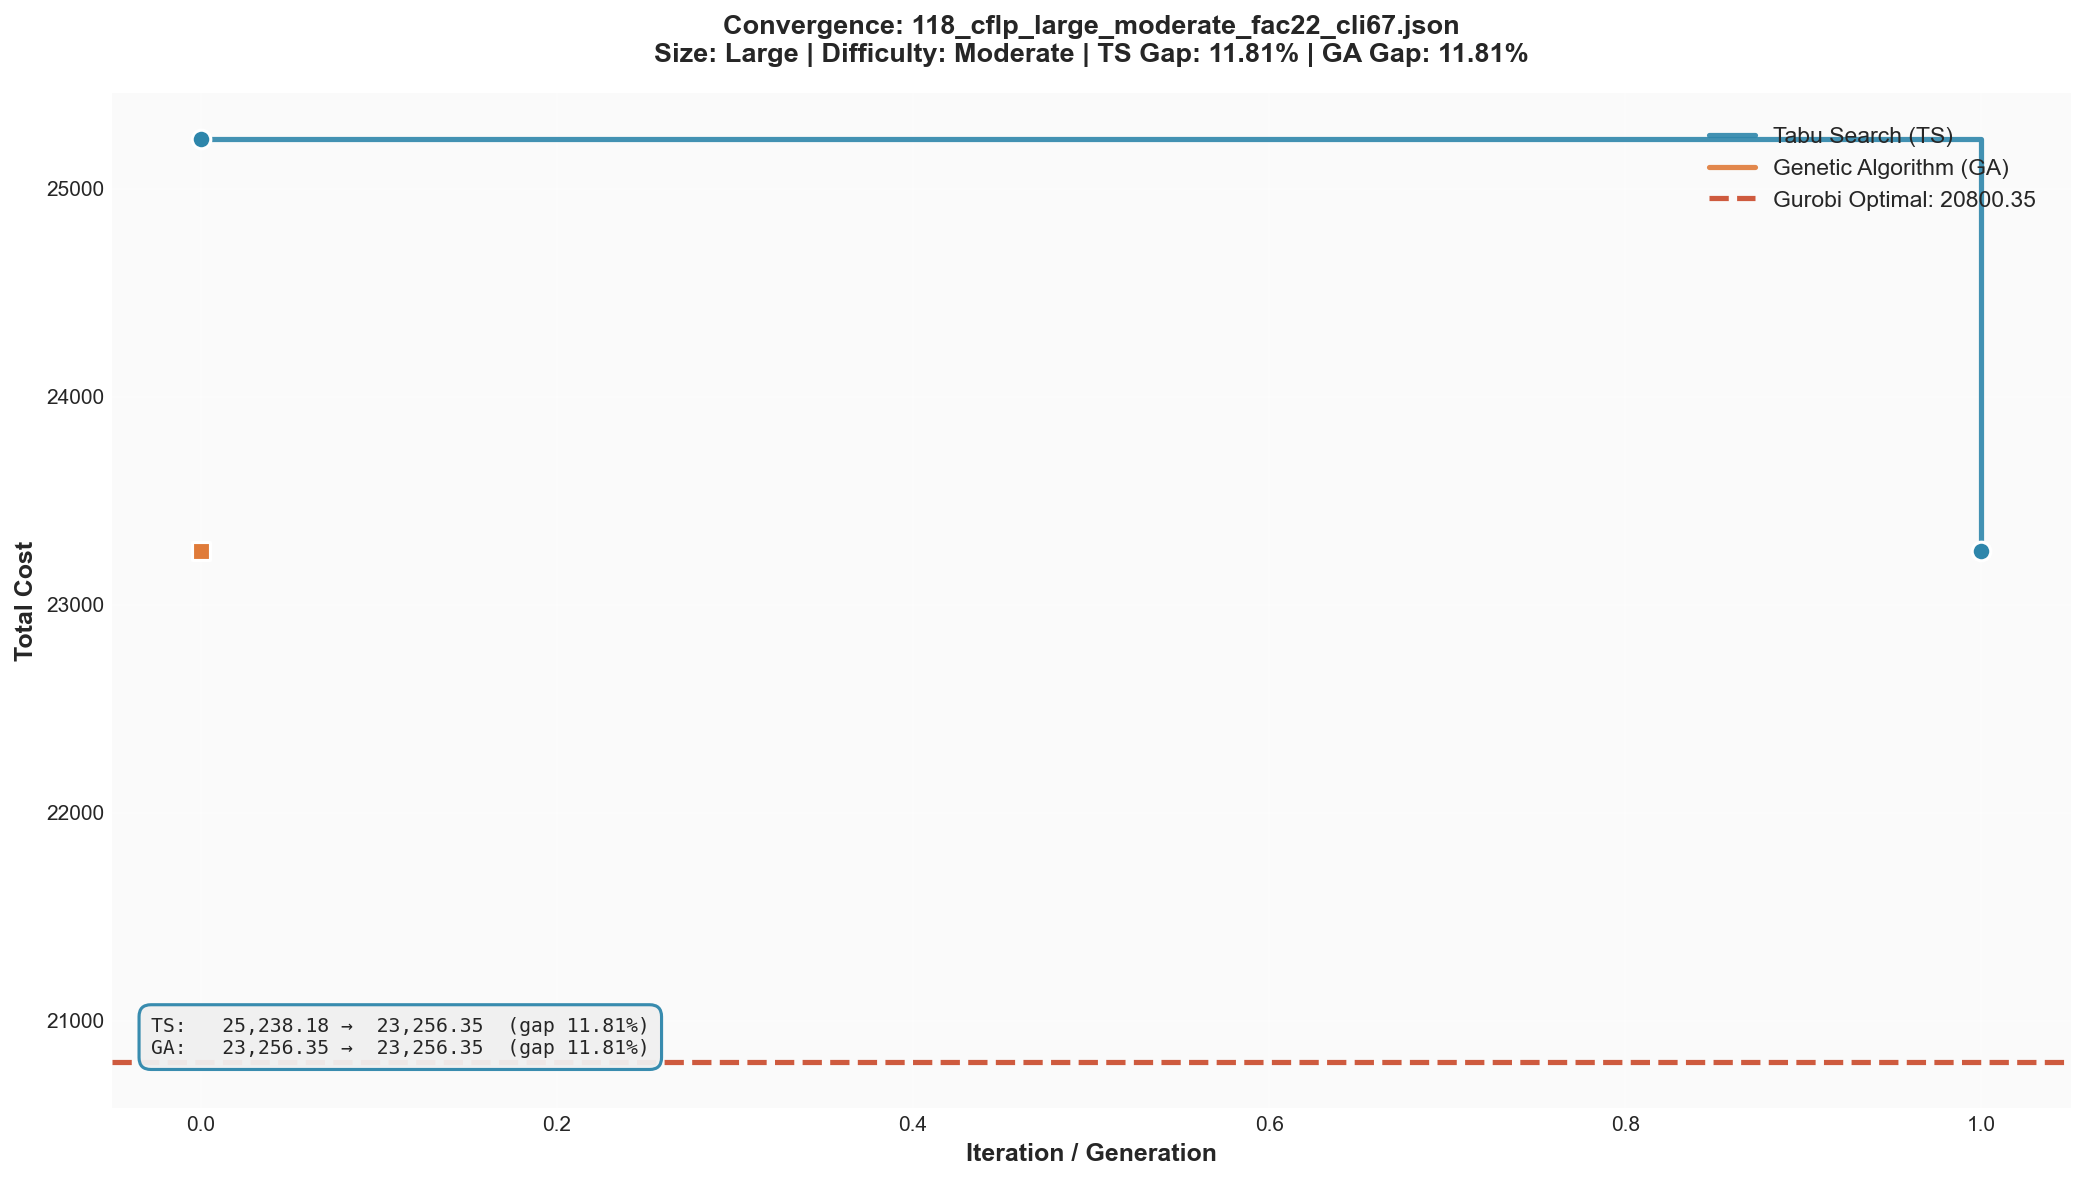 Convergence: 118_cflp_large_moderate_fac22_cli67.json
Size: Large | Difficulty: Moderate | TS Gap: 11.81% | GA Gap: 11.81%
Tabu Search (TS)
Genetic Algorithm (GA)
Gurobi Optimal: 20800.35
25000
24000
23000
22000
21000
Total Cost
TS:   25,238.18 →  23,256.35  (gap 11.81%)
GA:   23,256.35 →  23,256.35  (gap 11.81%)
0.0 0.2 0.4 0.6 0.8 1.0
Iteration / Generation